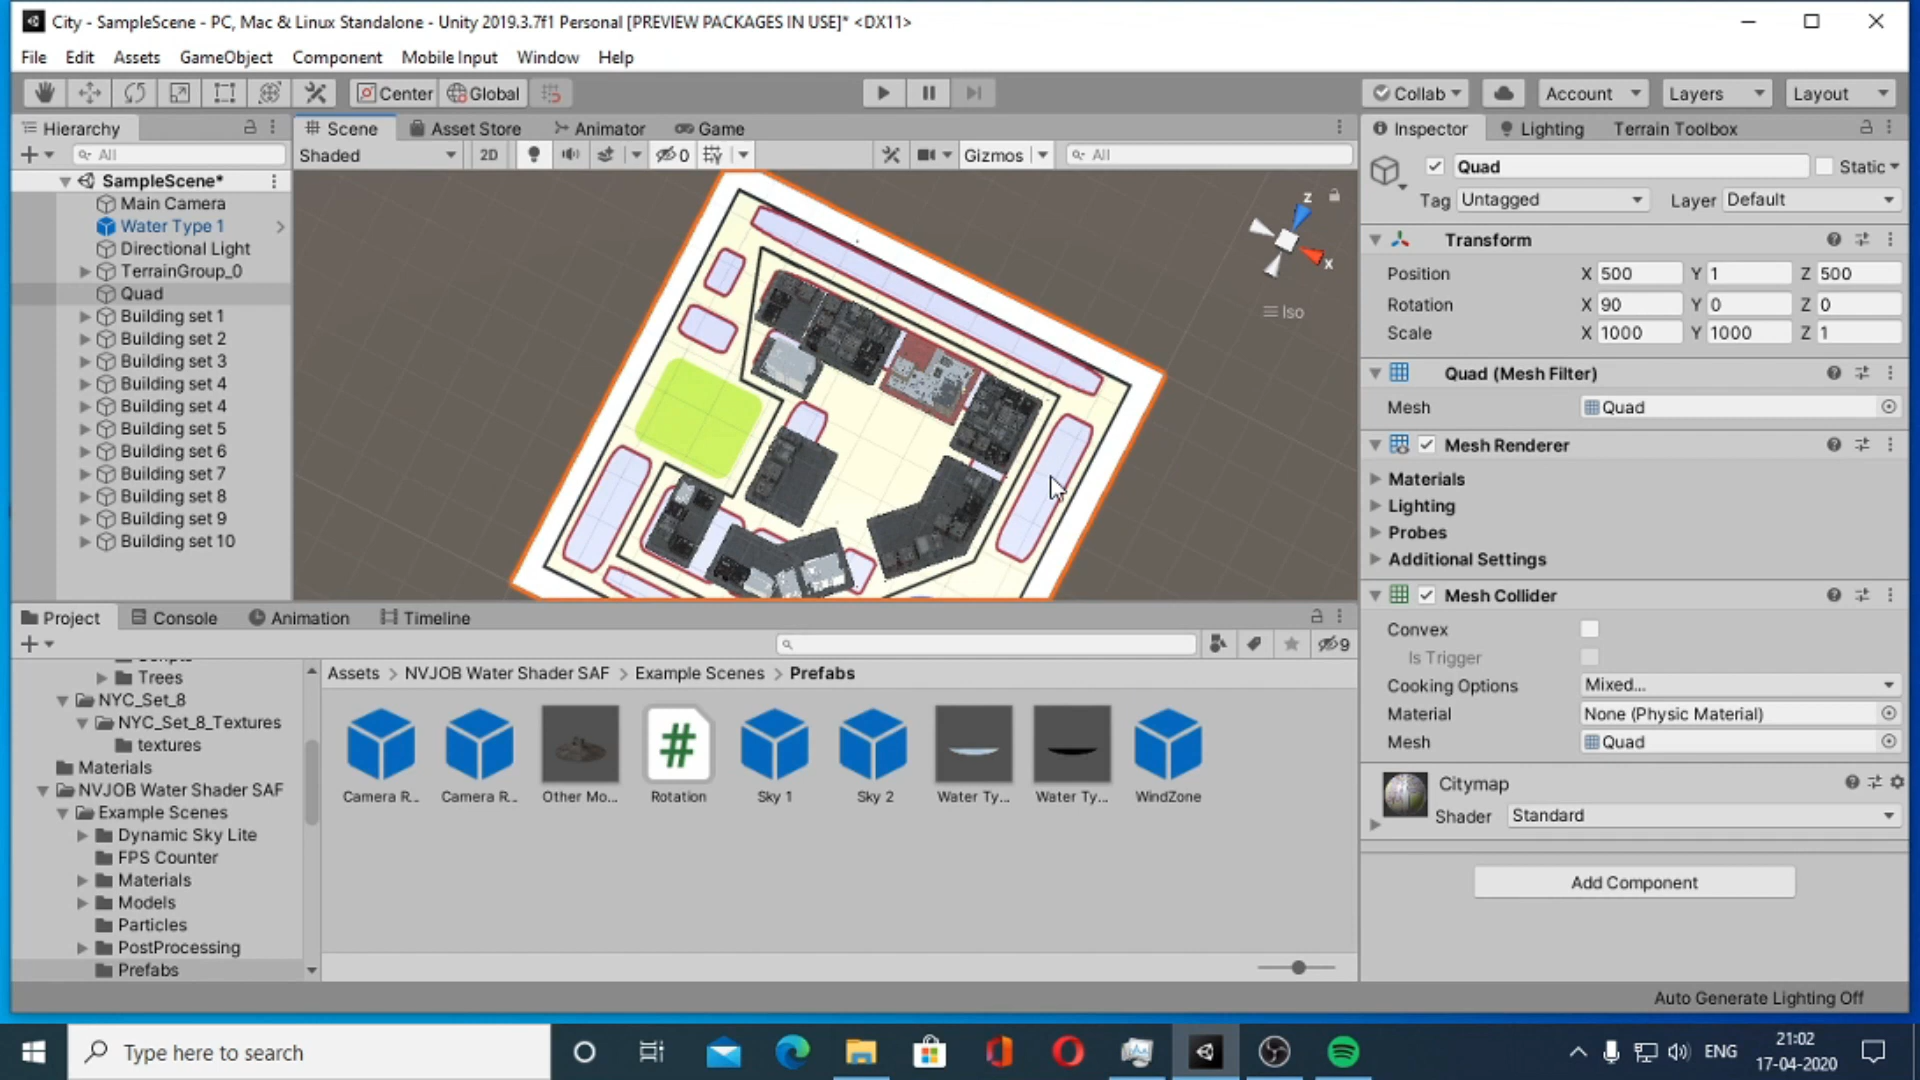 City - SampleScene - PC, Mac & Linux Standalone - Unity 2019.3.7f1 Personal [PREVIEW PACKAGES IN USE]* <DX11>
File Edit Assets GameObject Component Mobile Input Window Help
Center Global Collab Account Layers Layout
Hierarchy
All
SampleScene*
Main Camera
Water Type 1
Directional Light
TerrainGroup_0
Quad
Building set 1
Building set 2
Building set 3
Building set 4
Building set 4
Building set 5
Building set 6
Building set 7
Building set 8
Building set 9
Building set 10
Scene Asset Store Animator Game
Shaded 2D 0 Gizmos All
z
x
Iso
Inspector Lighting Terrain Toolbox
Quad Static
Tag Untagged Layer Default
Transform
Position X 500 Y 1 Z 500
Rotation X 90 Y 0 Z 0
Scale X 1000 Y 1000 Z 1
Quad (Mesh Filter)
Mesh Quad
Mesh Renderer
Materials
Lighting
Probes
Additional Settings
Mesh Collider
Convex
Is Trigger
Cooking Options Mixed...
Material None (Physic Material)
Mesh Quad
Citymap
Shader Standard
Add Component
Project Console Animation Timeline
9
Trees
NYC_Set_8
NYC_Set_8_Textures
textures
Materials
NVJOB Water Shader SAF
Example Scenes
Dynamic Sky Lite
FPS Counter
Materials
Models
Particles
PostProcessing
Prefabs
Assets > NVJOB Water Shader SAF > Example Scenes > Prefabs
Camera R... Camera R... Other Mo... Rotation Sky 1 Sky 2 Water Ty... Water Ty... WindZone
Auto Generate Lighting Off
Type here to search
ENG
21:02
17-04-2020